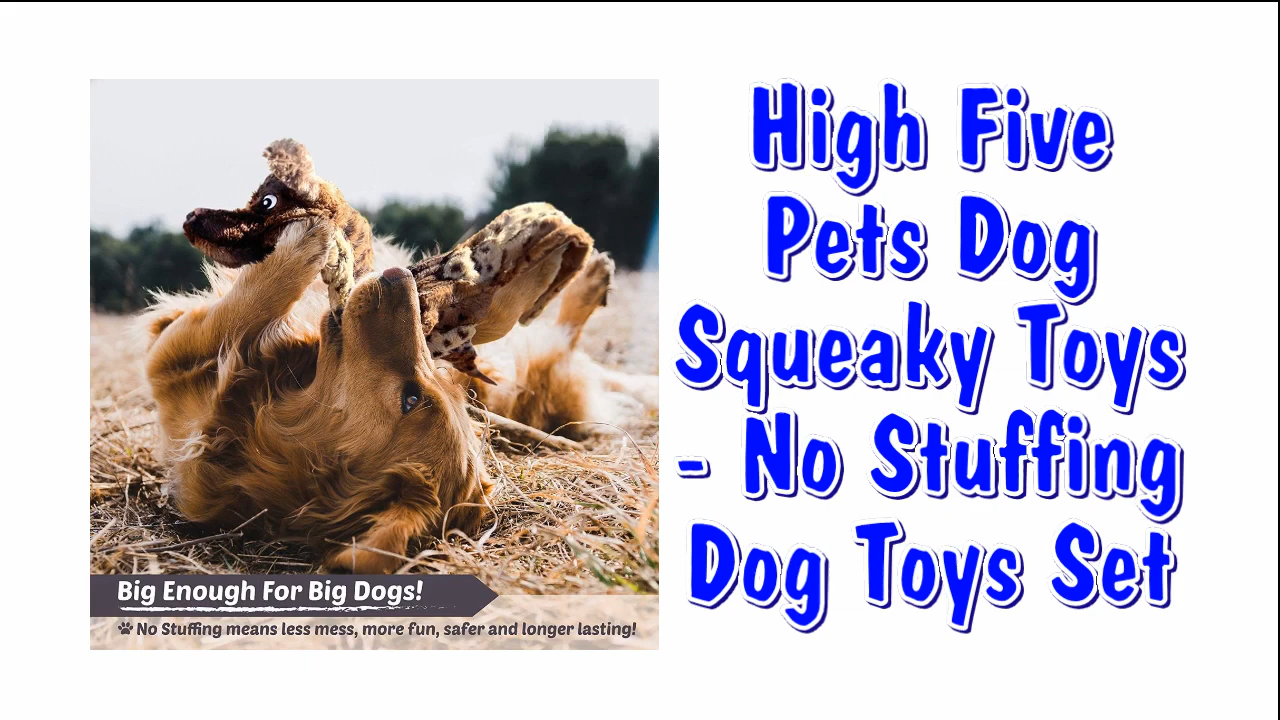 High Five
Pets Dog
Squeaky Toys
- No Stuffing
Dog Toys Set
Big Enough For Big Dogs!
No Stuffing means less mess, more fun, safer and longer lasting!